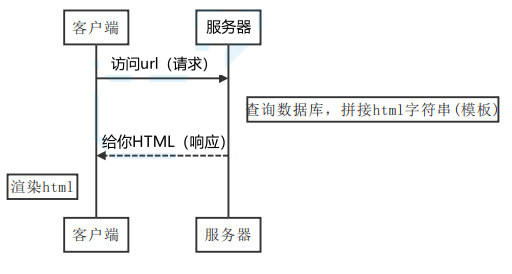 客户端
服务器
访问url（请求）
查询数据库，拼接html字符串(模板)
给你HTML（响应）
渲染html
客户端
服务器